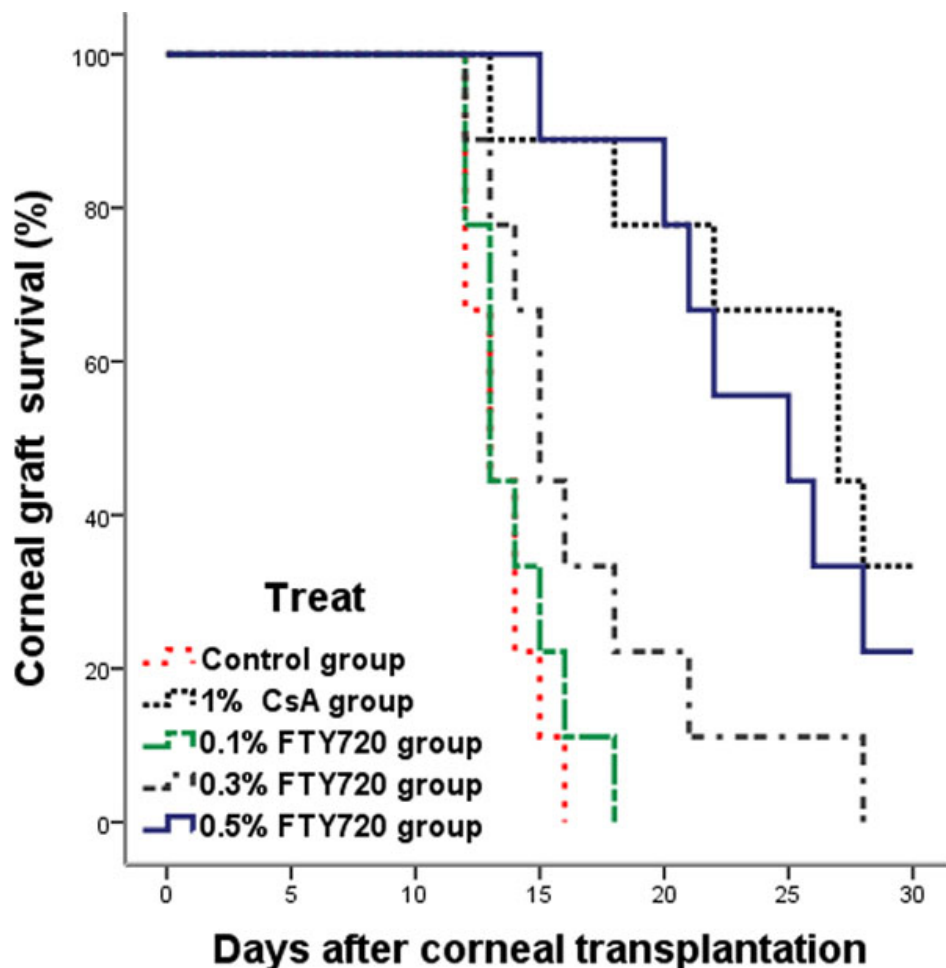 Corneal graft survival (%)
100
80
60
40
20
0
Treat
Control group
1% CsA group
0.1% FTY720 group
0.3% FTY720 group
0.5% FTY720 group
0 5 10 15 20 25 30
Days after corneal transplantation